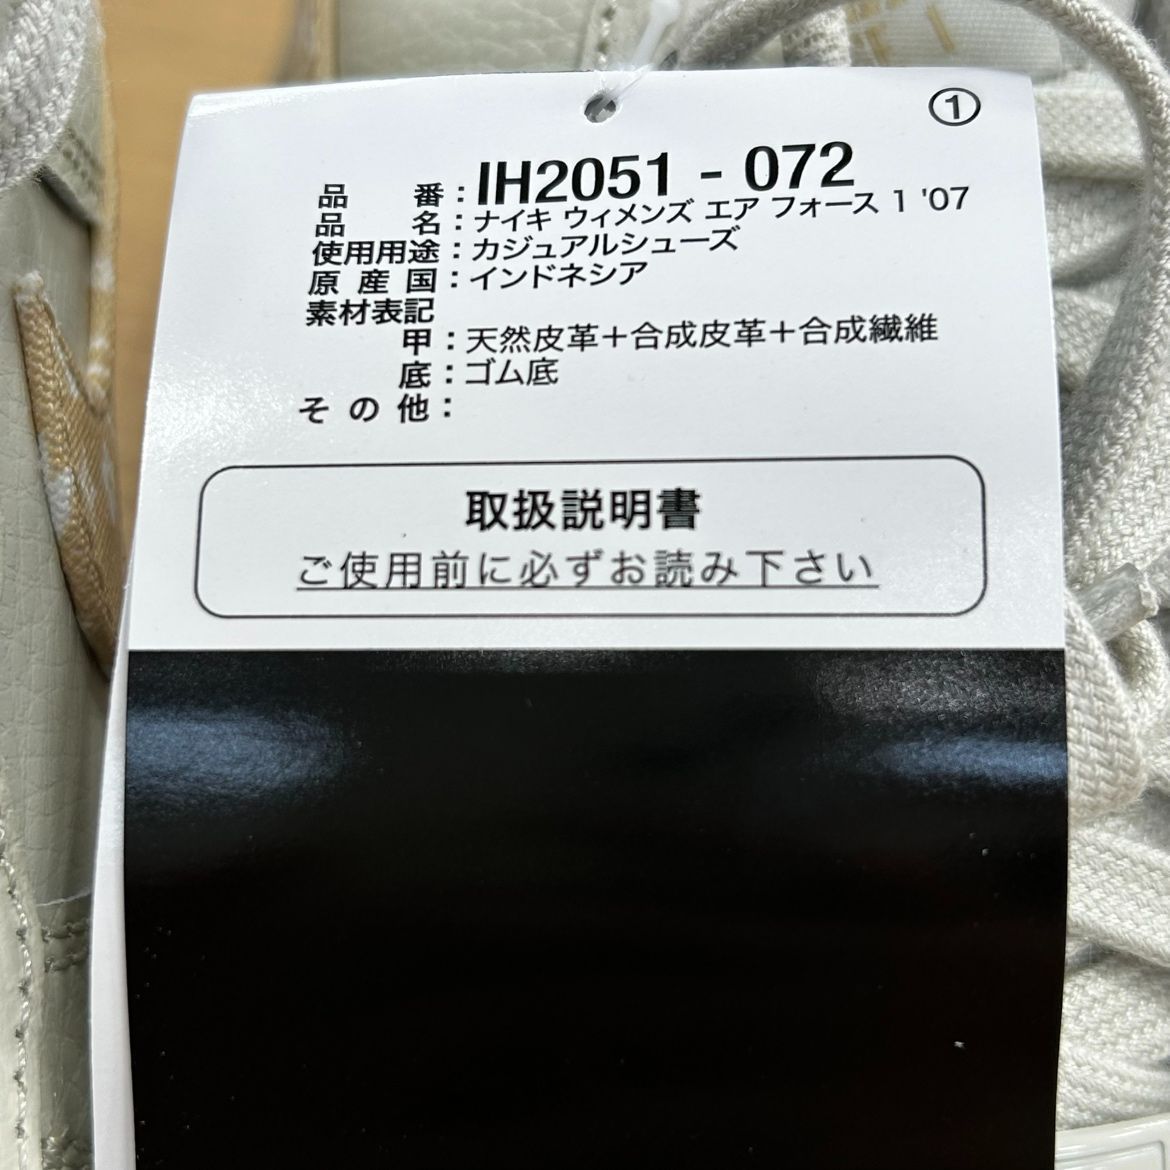 ①
品番：IH2051 - 072
品名：ナイキ ウィメンズ エア フォース 1 '07
使用用途：カジュアルシューズ
原産国：インドネシア
素材表記
甲：天然皮革＋合成皮革＋合成繊維
底：ゴム底
その他：
取扱説明書
ご使用前に必ずお読み下さい